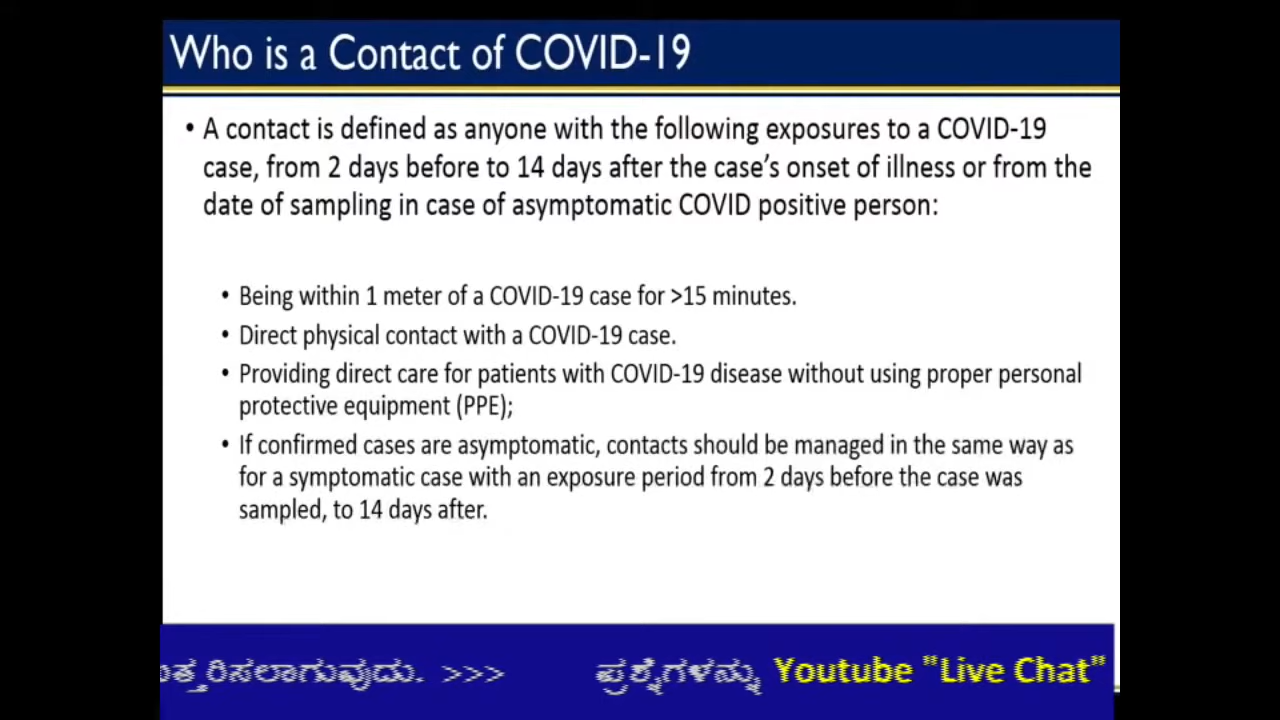 Who is a Contact of COVID-19
• A contact is defined as anyone with the following exposures to a COVID-19
case, from 2 days before to 14 days after the case's onset of illness or from the
date of sampling in case of asymptomatic COVID positive person:
• Being within 1 meter of a COVID-19 case for >15 minutes.
• Direct physical contact with a COVID-19 case.
• Providing direct care for patients with COVID-19 disease without using proper personal
protective equipment (PPE);
• If confirmed cases are asymptomatic, contacts should be managed in the same way as
for a symptomatic case with an exposure period from 2 days before the case was
sampled, to 14 days after.
>>> ಪ್ರಶ್ನೆಗಳನ್ನು Youtube "Live Chat"